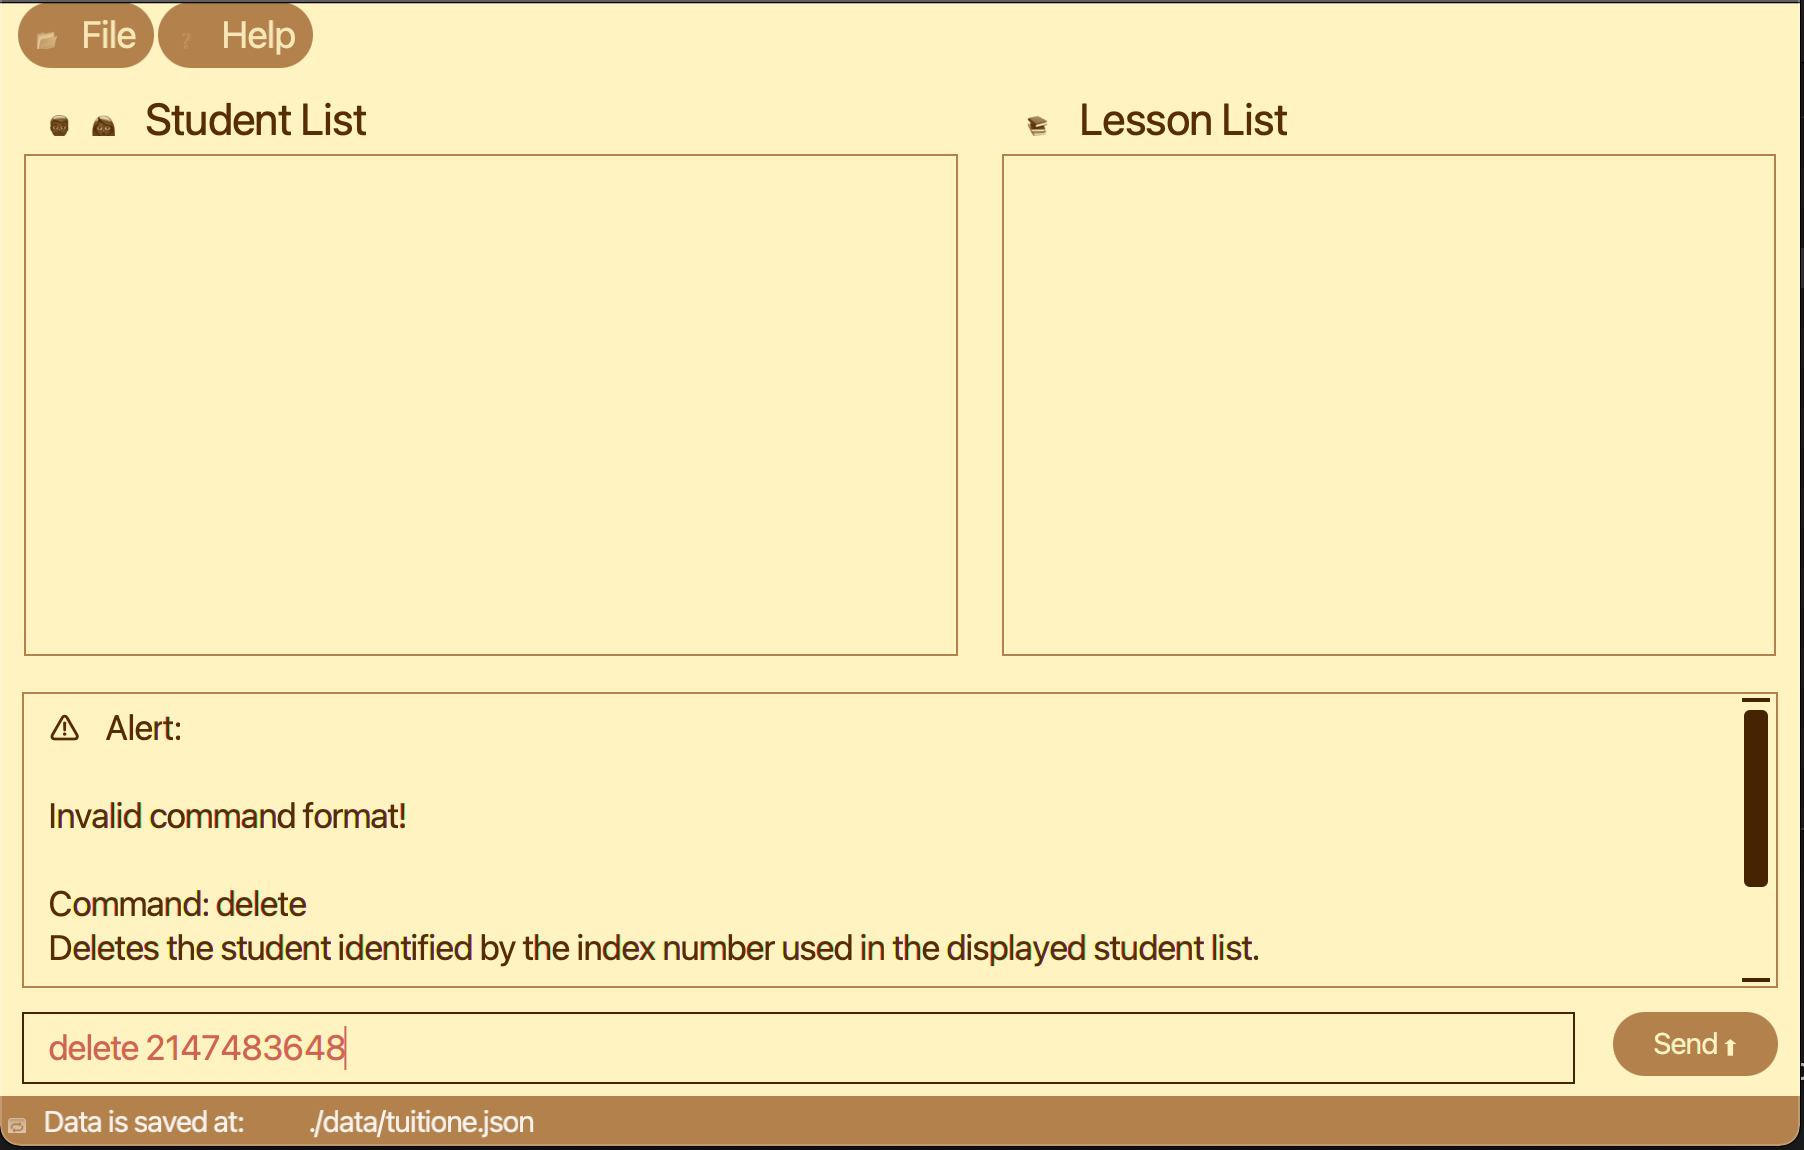 File Help
Student List
Lesson List
Alert:
Invalid command format!
Command: delete
Deletes the student identified by the index number used in the displayed student list.
delete 2147483648
Send
Data is saved at: ./data/tuitione.json